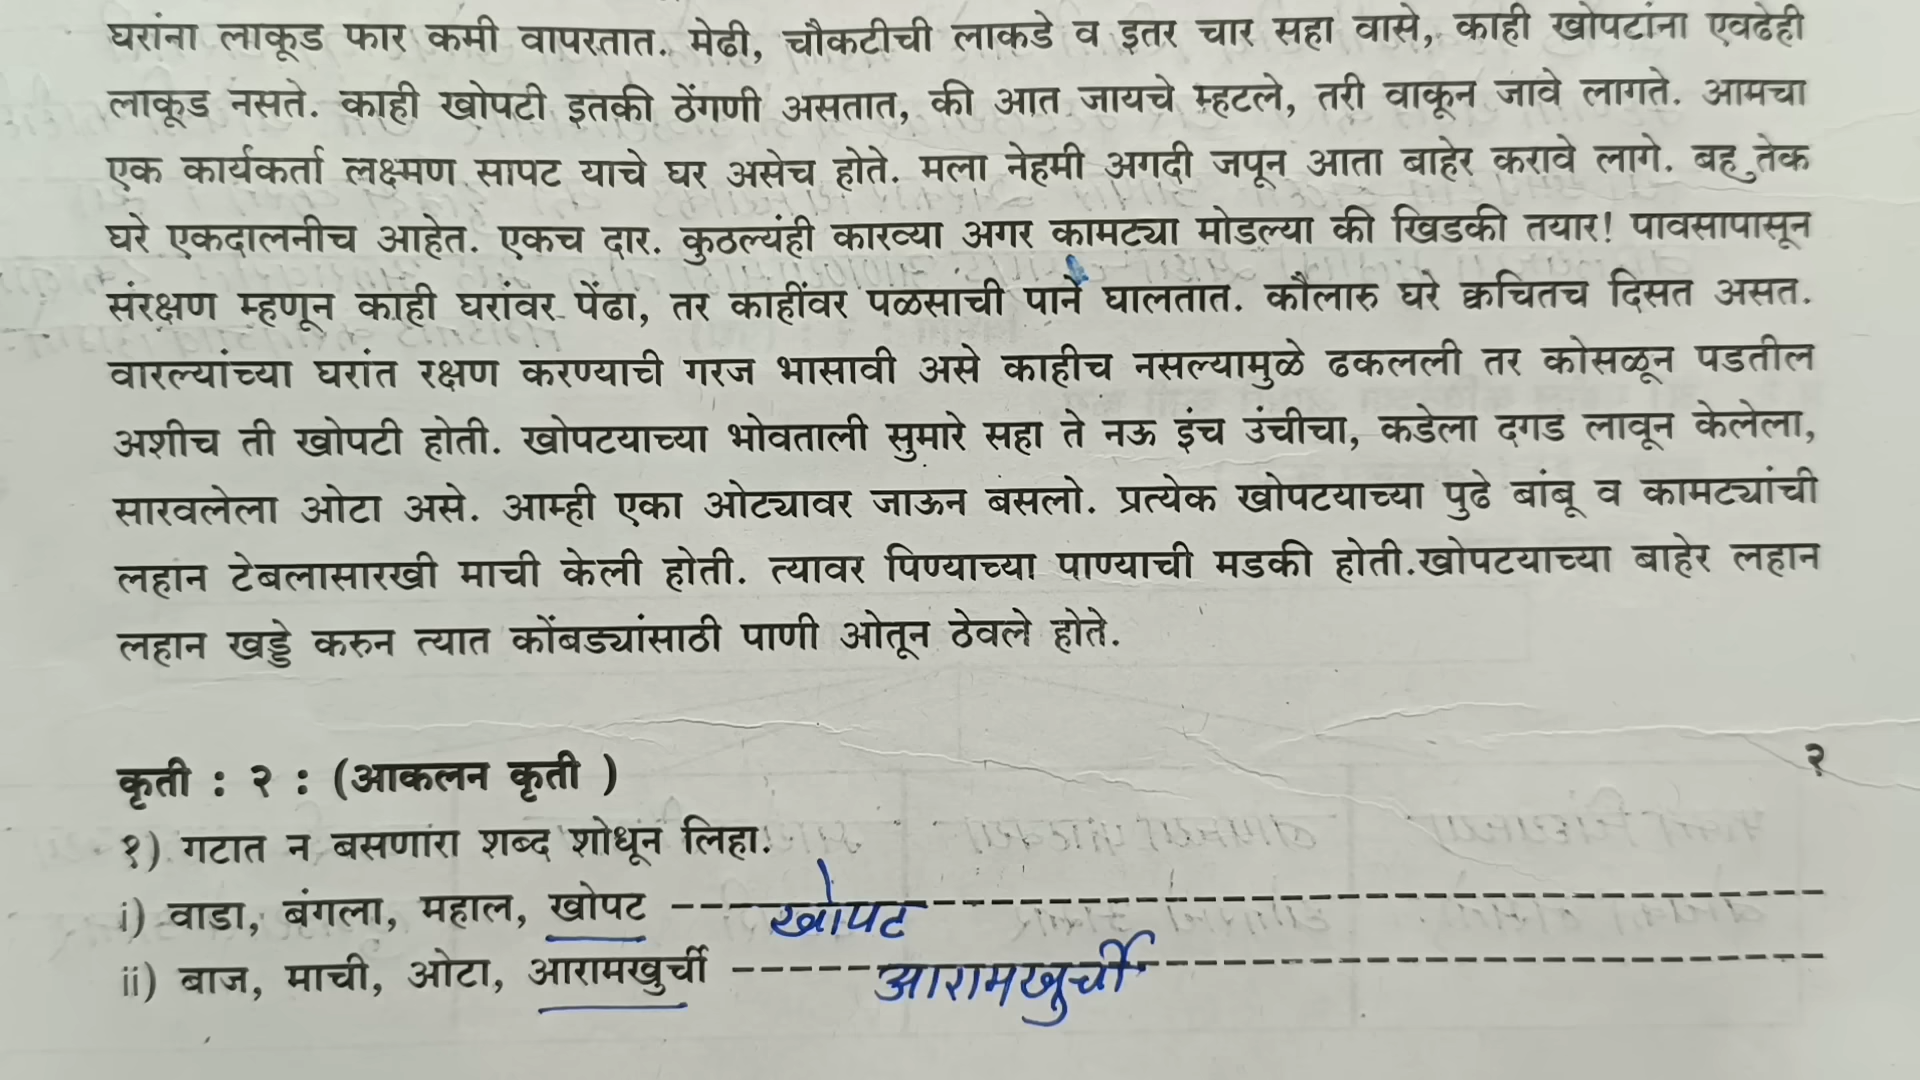 घरांना लाकूड फार कमी वापरतात. मेढी, चौकटीची लाकडे व इतर चार सहा वासे, काही खोपटांना एवढेही
लाकूड नसते. काही खोपटी इतकी ठेंगणी असतात, की आत जायचे म्हटले, तरी वाकून जावे लागते. आमचा
एक कार्यकर्ता लक्ष्मण सापट याचे घर असेच होते. मला नेहमी अगदी जपून आता बाहेर करावे लागे. बहुतेक
घरे एकदालनीच आहेत. एकच दार. कुठल्यंही कारव्या अगर कामट्या मोडल्या की खिडकी तयार! पावसापासून
संरक्षण म्हणून काही घरांवर पेंढा, तर काहींवर पळसाची पाने घालतात. कौलारु घरे क्वचितच दिसत असत.
वारल्यांच्या घरांत रक्षण करण्याची गरज भासावी असे काहीच नसल्यामुळे ढकलली तर कोसळून पडतील
अशीच ती खोपटी होती. खोपटयाच्या भोवताली सुमारे सहा ते नऊ इंच उंचीचा, कडेला दगड लावून केलेला,
सारवलेला ओटा असे. आम्ही एका ओट्यावर जाऊन बसलो. प्रत्येक खोपटयाच्या पुढे बांबू व कामट्यांची
लहान टेबलासारखी माची केली होती. त्यावर पिण्याच्या पाण्याची मडकी होती.खोपटयाच्या बाहेर लहान
लहान खड्डे करुन त्यात कोंबड्यांसाठी पाणी ओतून ठेवले होते.
कृती : २ : (आकलन कृती ) २
१) गटात न बसणारा शब्द शोधून लिहा.
i) वाडा, बंगला, महाल, खोपट खोपट
ii) बाज, माची, ओटा, आरामखुर्ची आरामखुर्ची